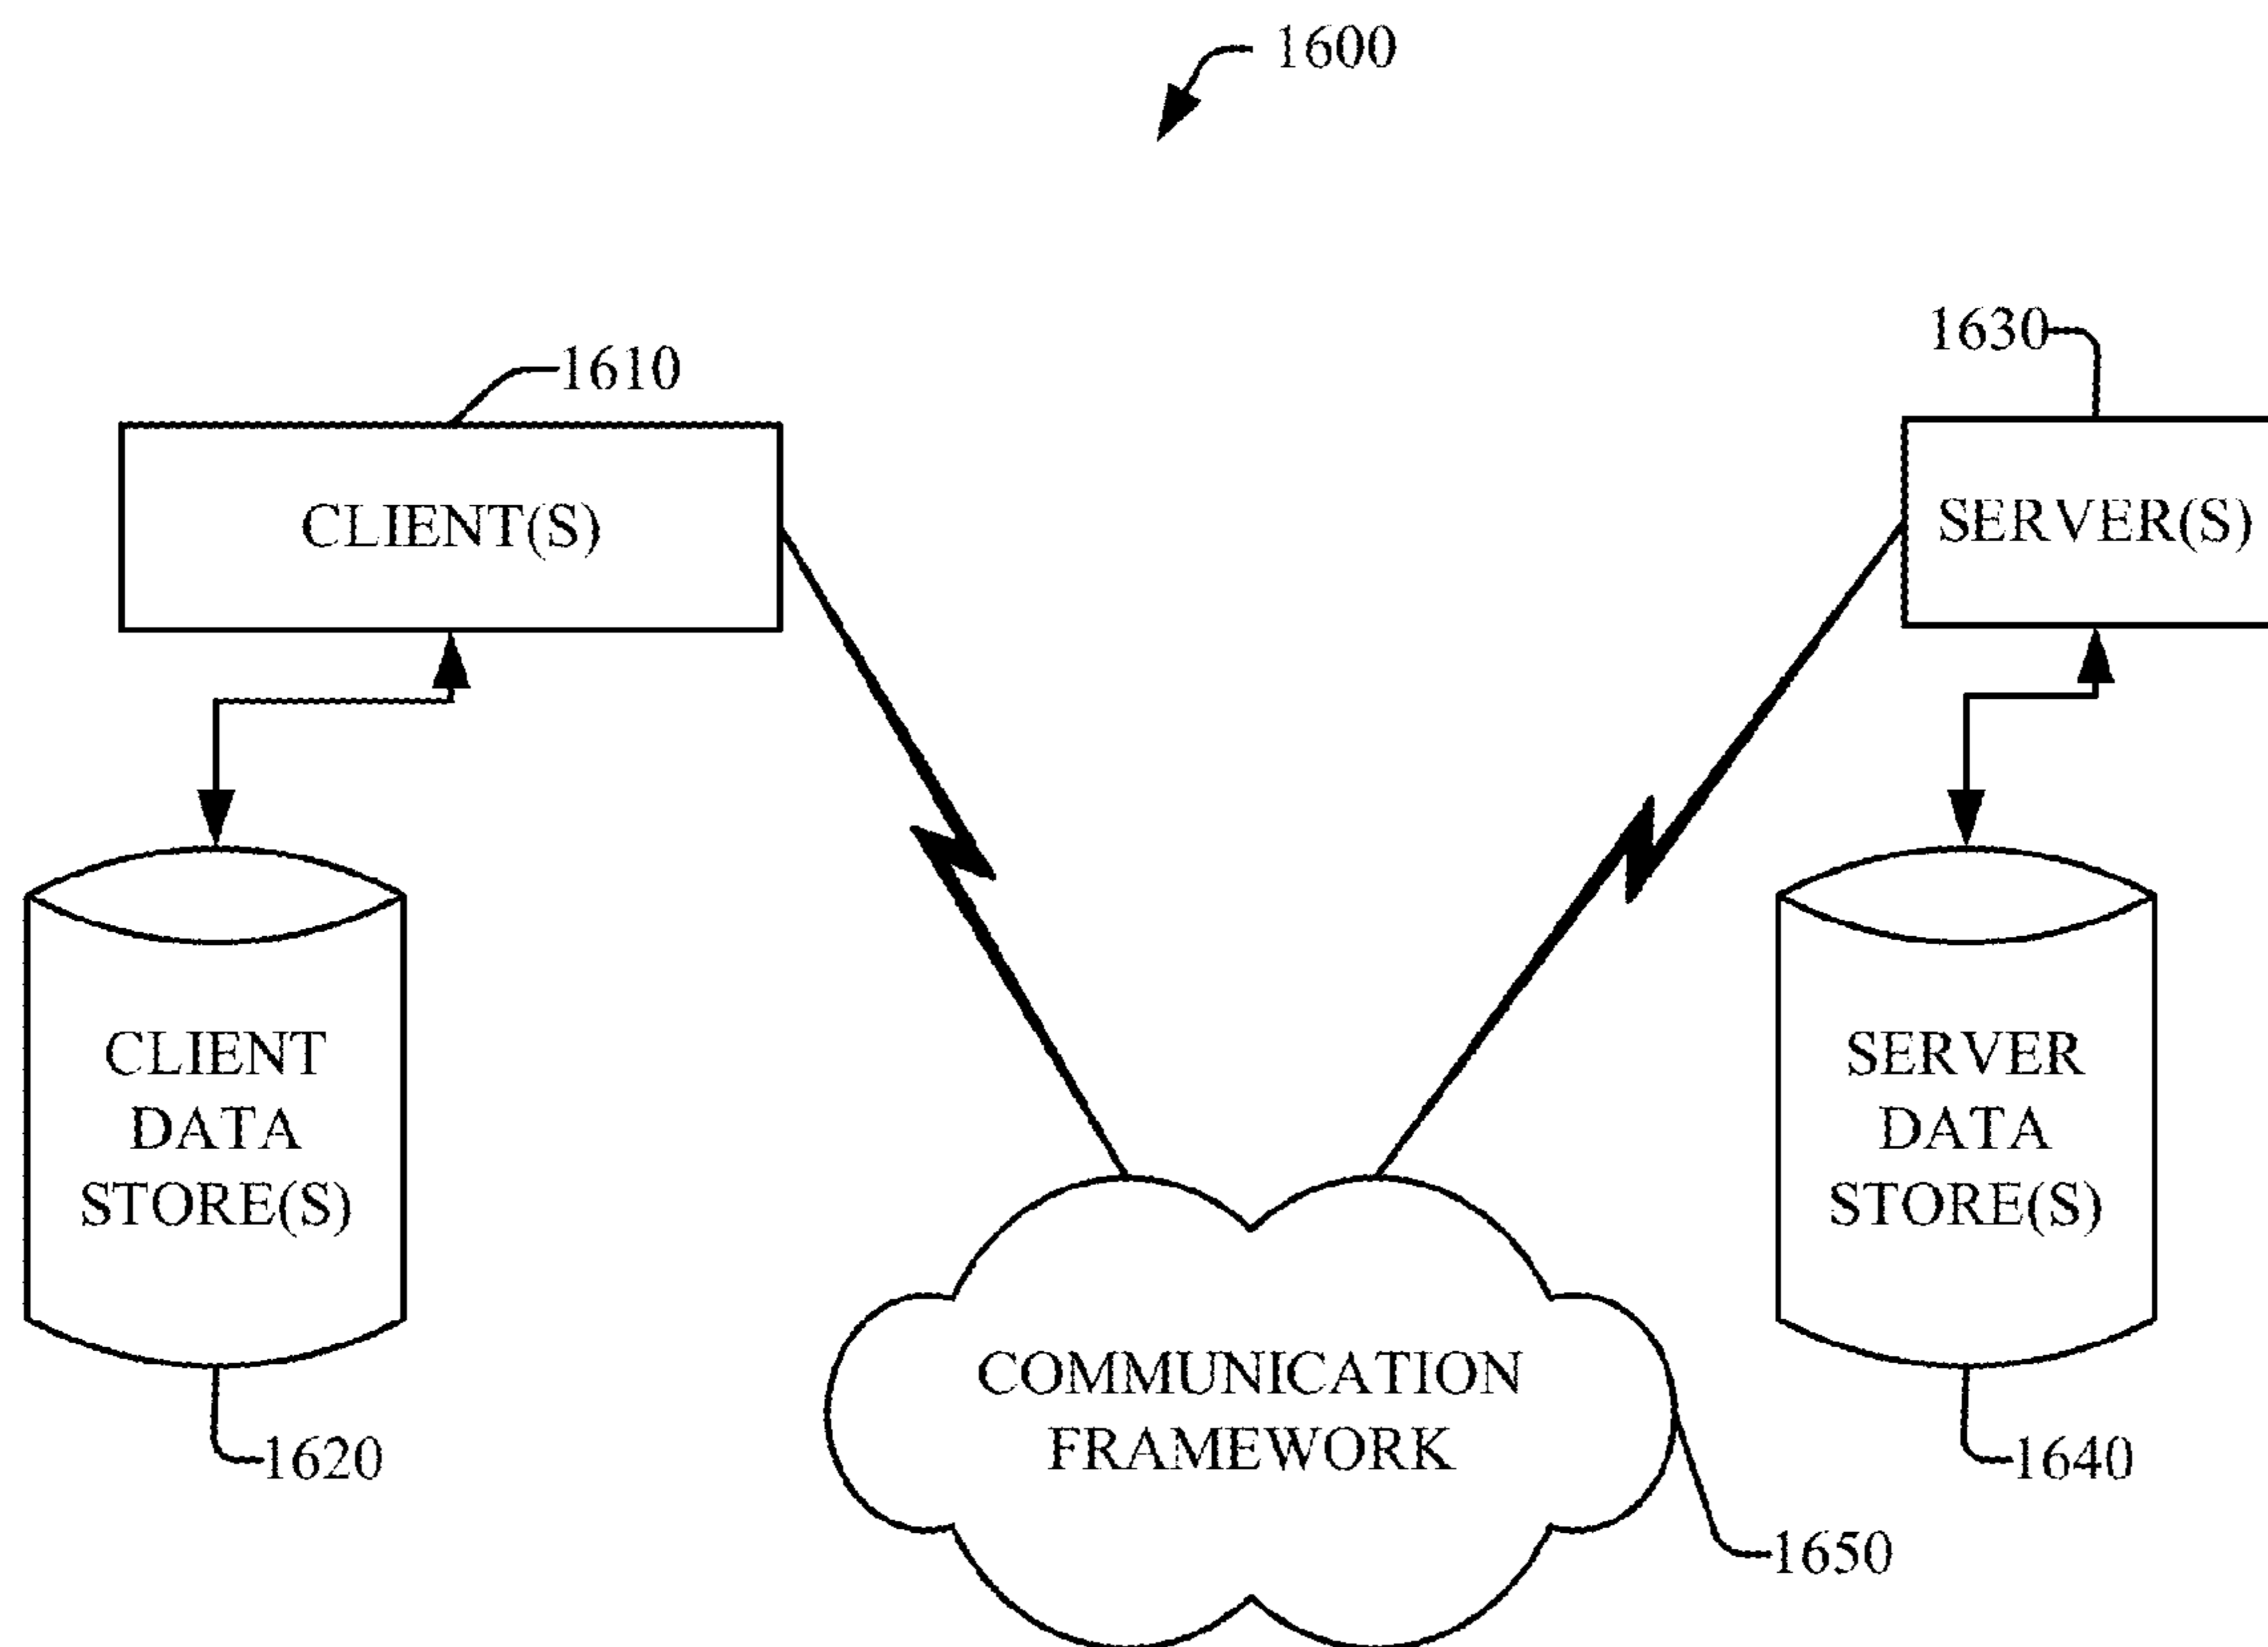 1600
1610
1630
CLIENT(S)
SERVER(S)
CLIENT
DATA
STORE(S)
SERVER
DATA
STORE(S)
COMMUNICATION
FRAMEWORK
1620
1640
1650